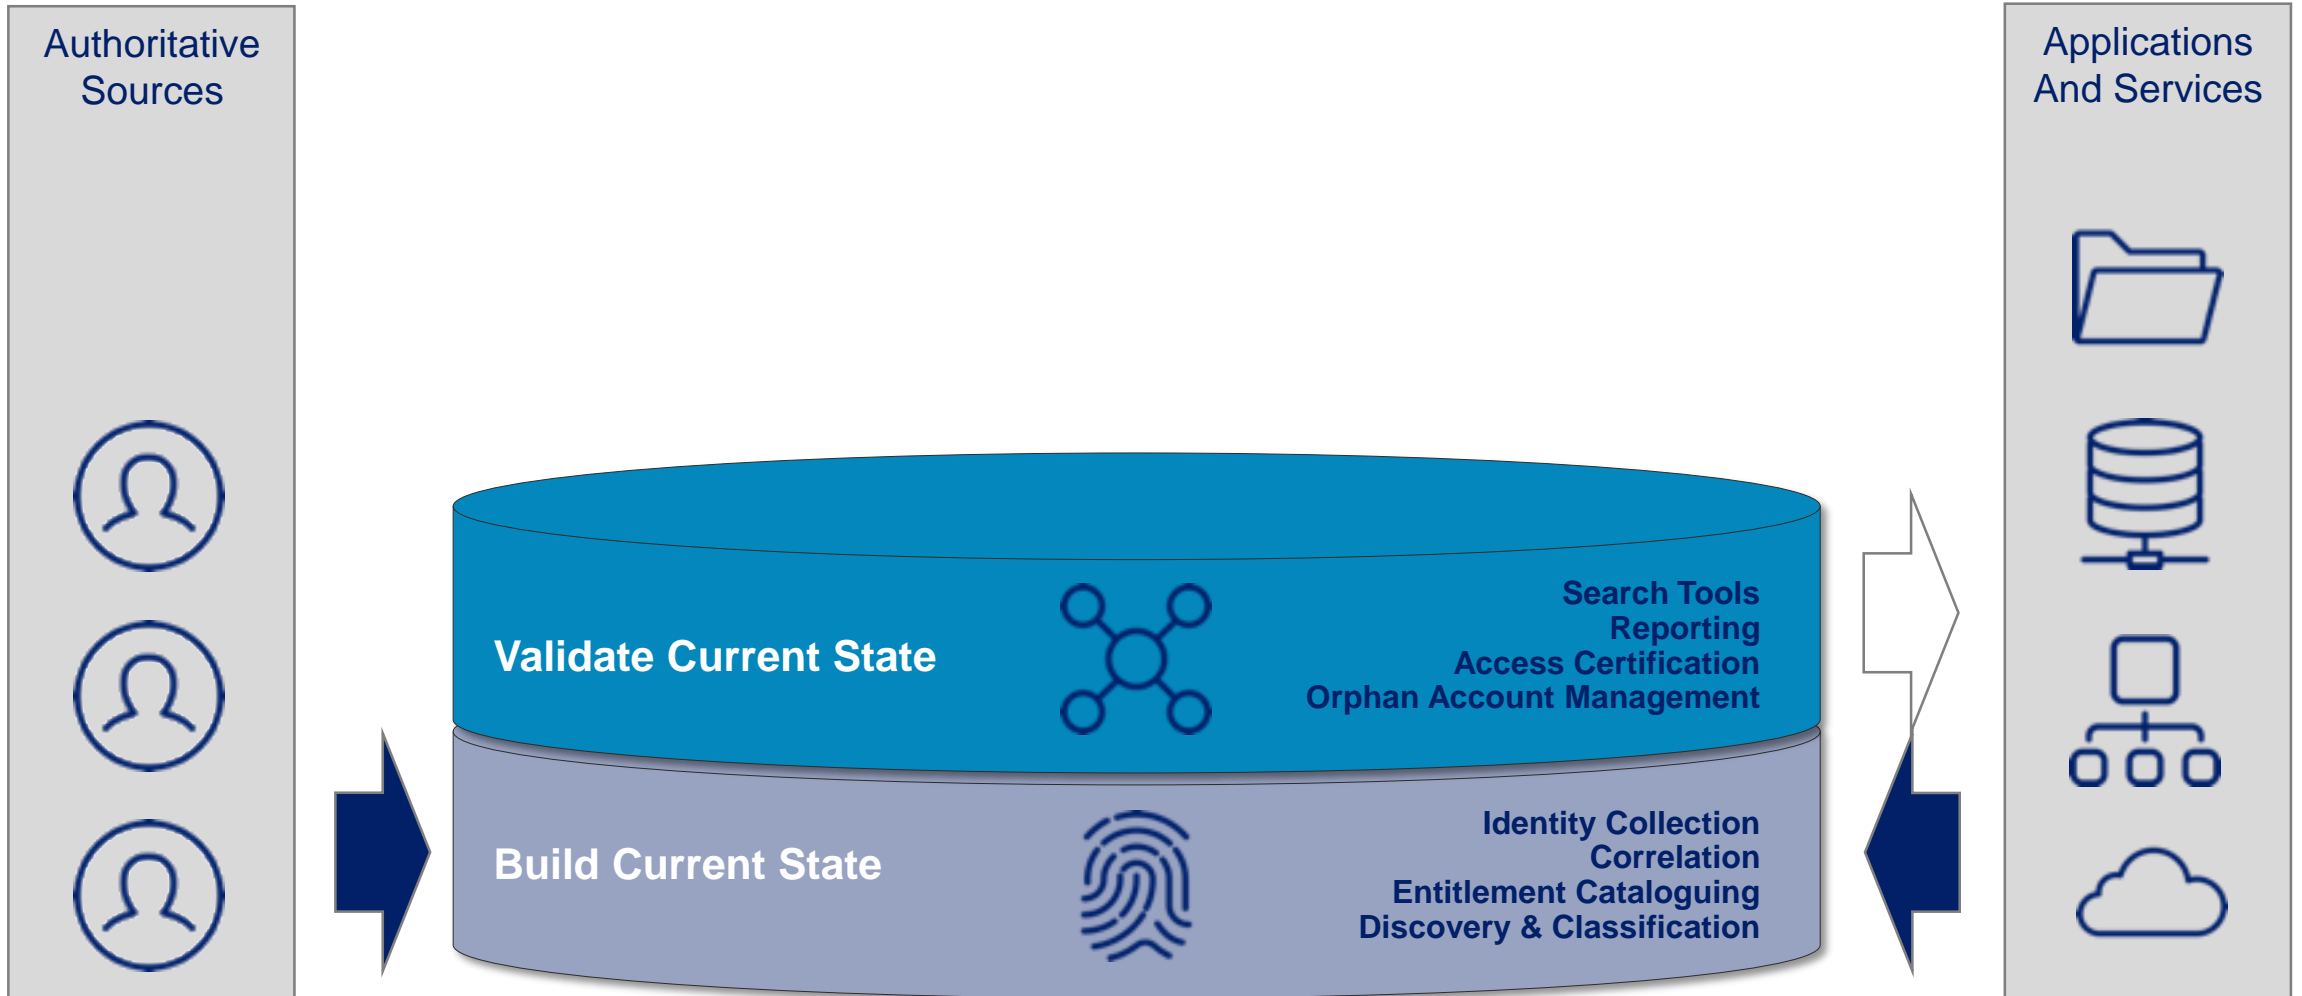 Authoritative
Sources
Applications
And Services
Validate Current State
Search Tools
Reporting
Access Certification
Orphan Account Management
Build Current State
Identity Collection
Correlation
Entitlement Cataloguing
Discovery & Classification